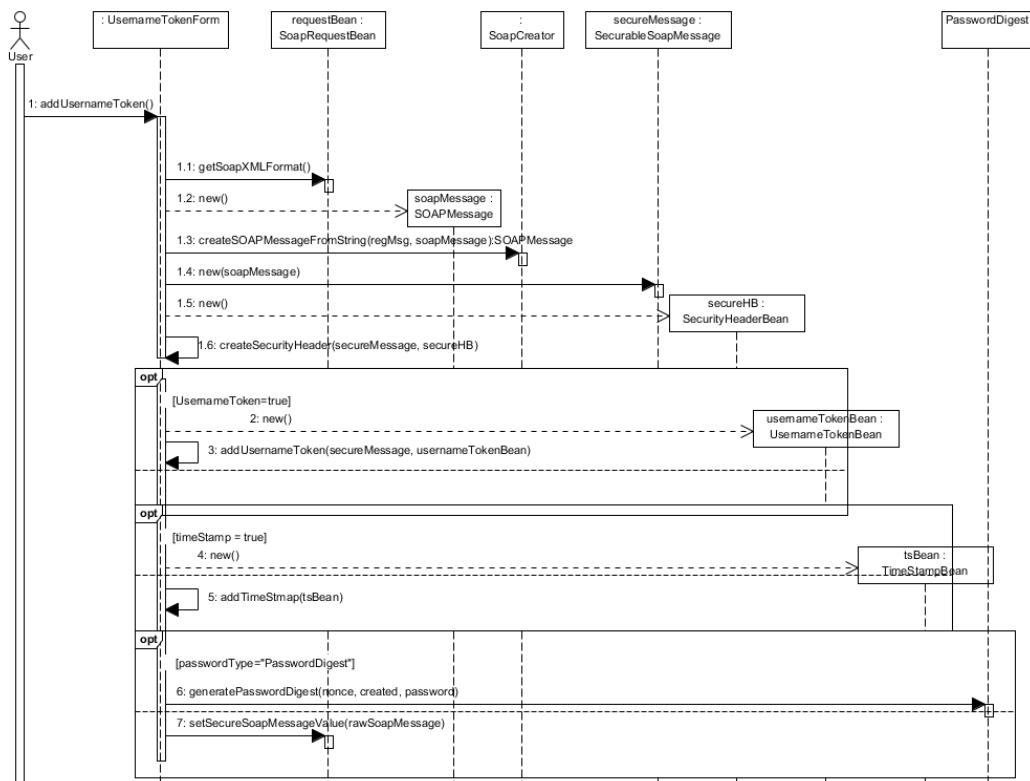 : UsernameTokenForm
requestBean :
SoapRequestBean
:
SoapCreator
secureMessage :
SecurableSoapMessage
PasswordDigest
User
1: addUsernameToken()
1.1: getSoapXMLFormat()
1.2: new()
soapMessage :
SOAPMessage
1.3: createSOAPMessageFromString(regMsg, soapMessage):SOAPMessage
1.4: new(soapMessage)
1.5: new()
secureHB :
SecurityHeaderBean
1.6: createSecurityHeader(secureMessage, secureHB)
opt
[UsernameToken=true]
2: new()
usernameTokenBean :
UsernameTokenBean
3: addUsernameToken(secureMessage, usernameTokenBean)
opt
[timeStamp = true]
4: new()
tsBean :
TimeStampBean
5: addTimeStmap(tsBean)
opt
[passwordType="PasswordDigest"]
6: generatePasswordDigest(nonce, created, password)
7: setSecureSoapMessageValue(rawSoapMessage)